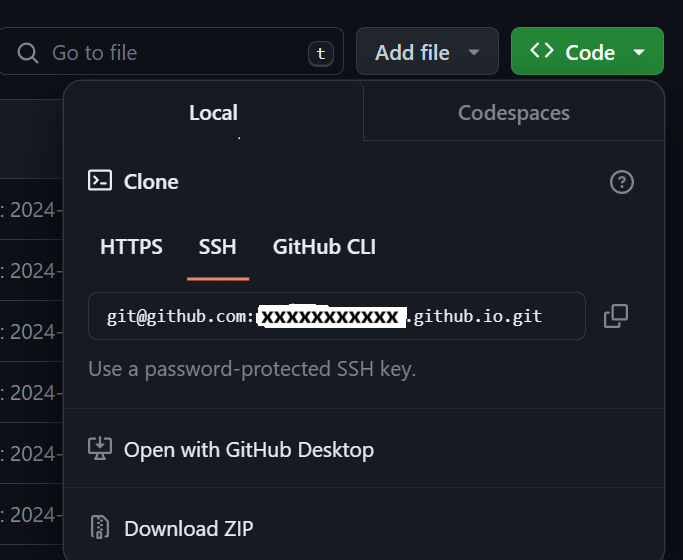 Go to file t Add file Code
Local Codespaces
Clone
HTTPS SSH GitHub CLI
git@github.com:xxxxxxxxxxx.github.io.git
Use a password-protected SSH key.
Open with GitHub Desktop
Download ZIP
: 2024-
: 2024-
: 2024-
: 2024-
: 2024-
: 2024-